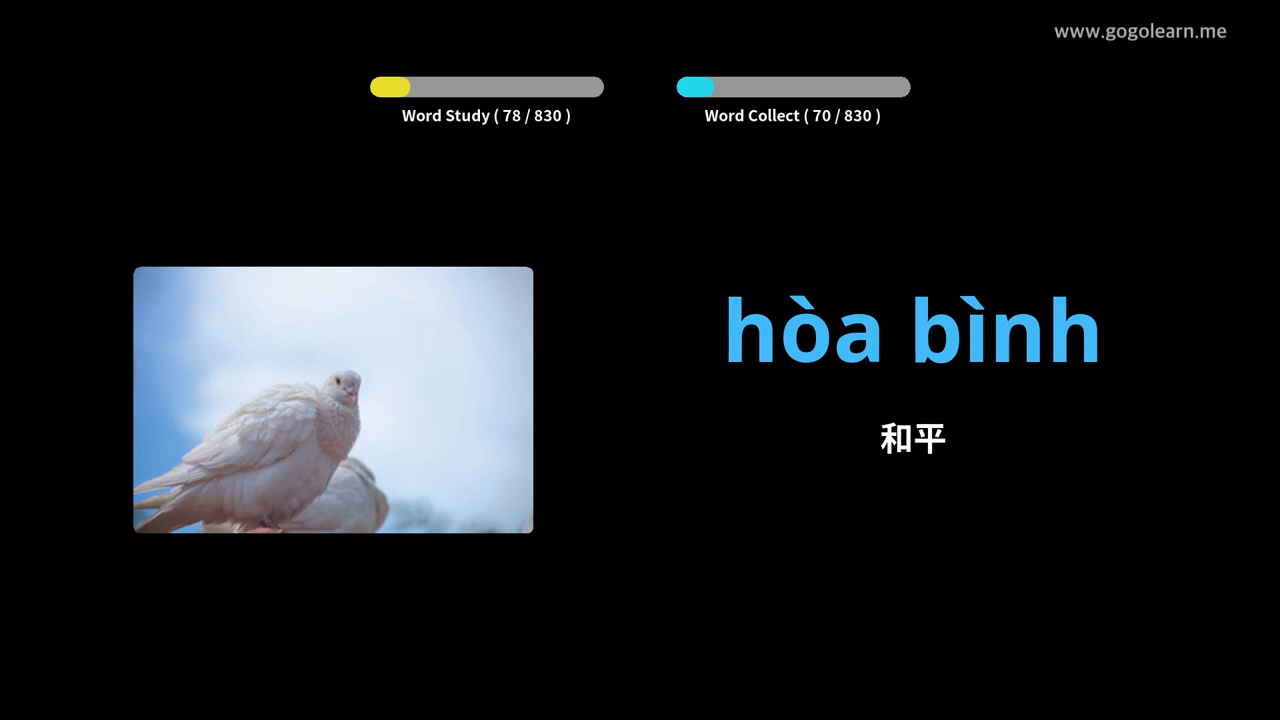 www.gogolearn.me
Word Study ( 78 / 830 )
Word Collect ( 70 / 830 )
hòa bình
和平